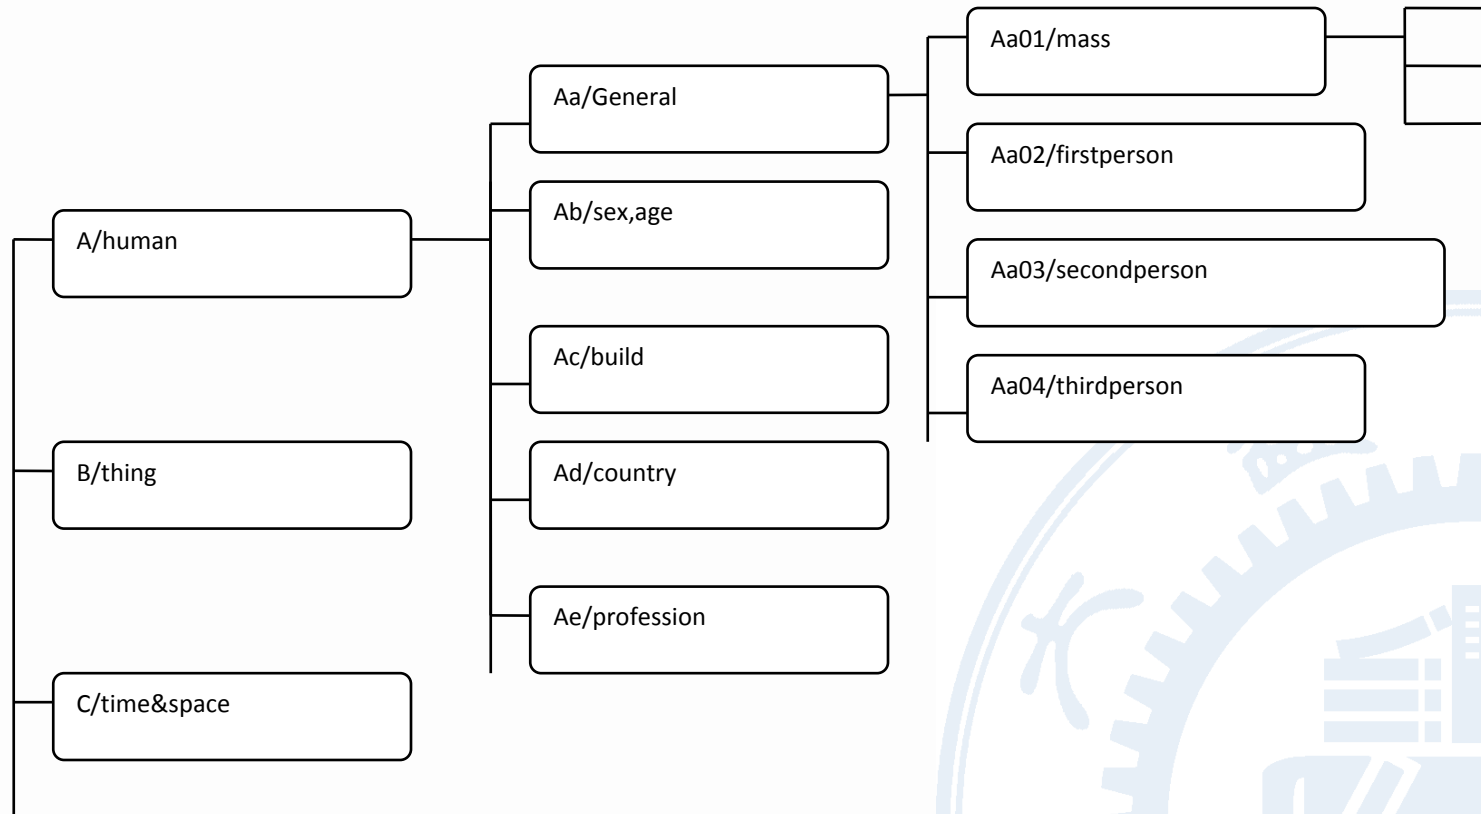 Aa01/mass
Aa/General
Aa02/firstperson
Ab/sex,age
A/human
Aa03/secondperson
Ac/build
Aa04/thirdperson
B/thing
Ad/country
Ae/profession
C/time&space